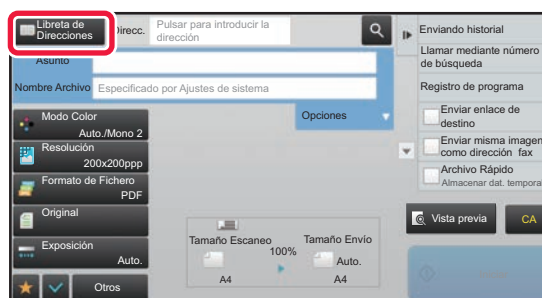 Libreta de
Direcciones
Direcc.
Pulsar para introducir la
dirección
Asunto
Nombre Archivo
Especificado por Ajustes de sistema
Opciones
Modo Color
Auto./Mono 2
Resolución
200x200ppp
Formato de Fichero
PDF
Original
Exposición
Auto.
Otros
Tamaño Escaneo
100%
Tamaño Envío
Auto.
A4
A4
Enviando historial
Llamar mediante número
de búsqueda
Registro de programa
Enviar enlace de
destino
Enviar misma imagen
como dirección fax
Archivo Rápido
Almacenar dat. temporal
Vista previa
CA